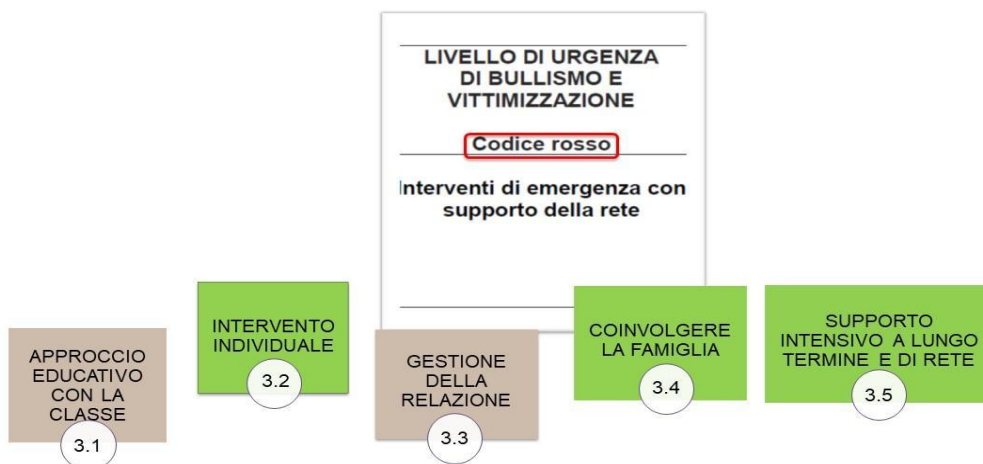 LIVELLO DI URGENZA
DI BULLISMO E
VITTIMIZZAZIONE
Codice rosso
Interventi di emergenza con
supporto della rete
APPROCCIO
EDUCATIVO
CON LA
CLASSE
3.1
INTERVENTO
INDIVIDUALE
3.2
GESTIONE
DELLA
RELAZIONE
3.3
COINVOLGERE
LA FAMIGLIA
3.4
SUPPORTO
INTENSIVO A LUNGO
TERMINE E DI RETE
3.5